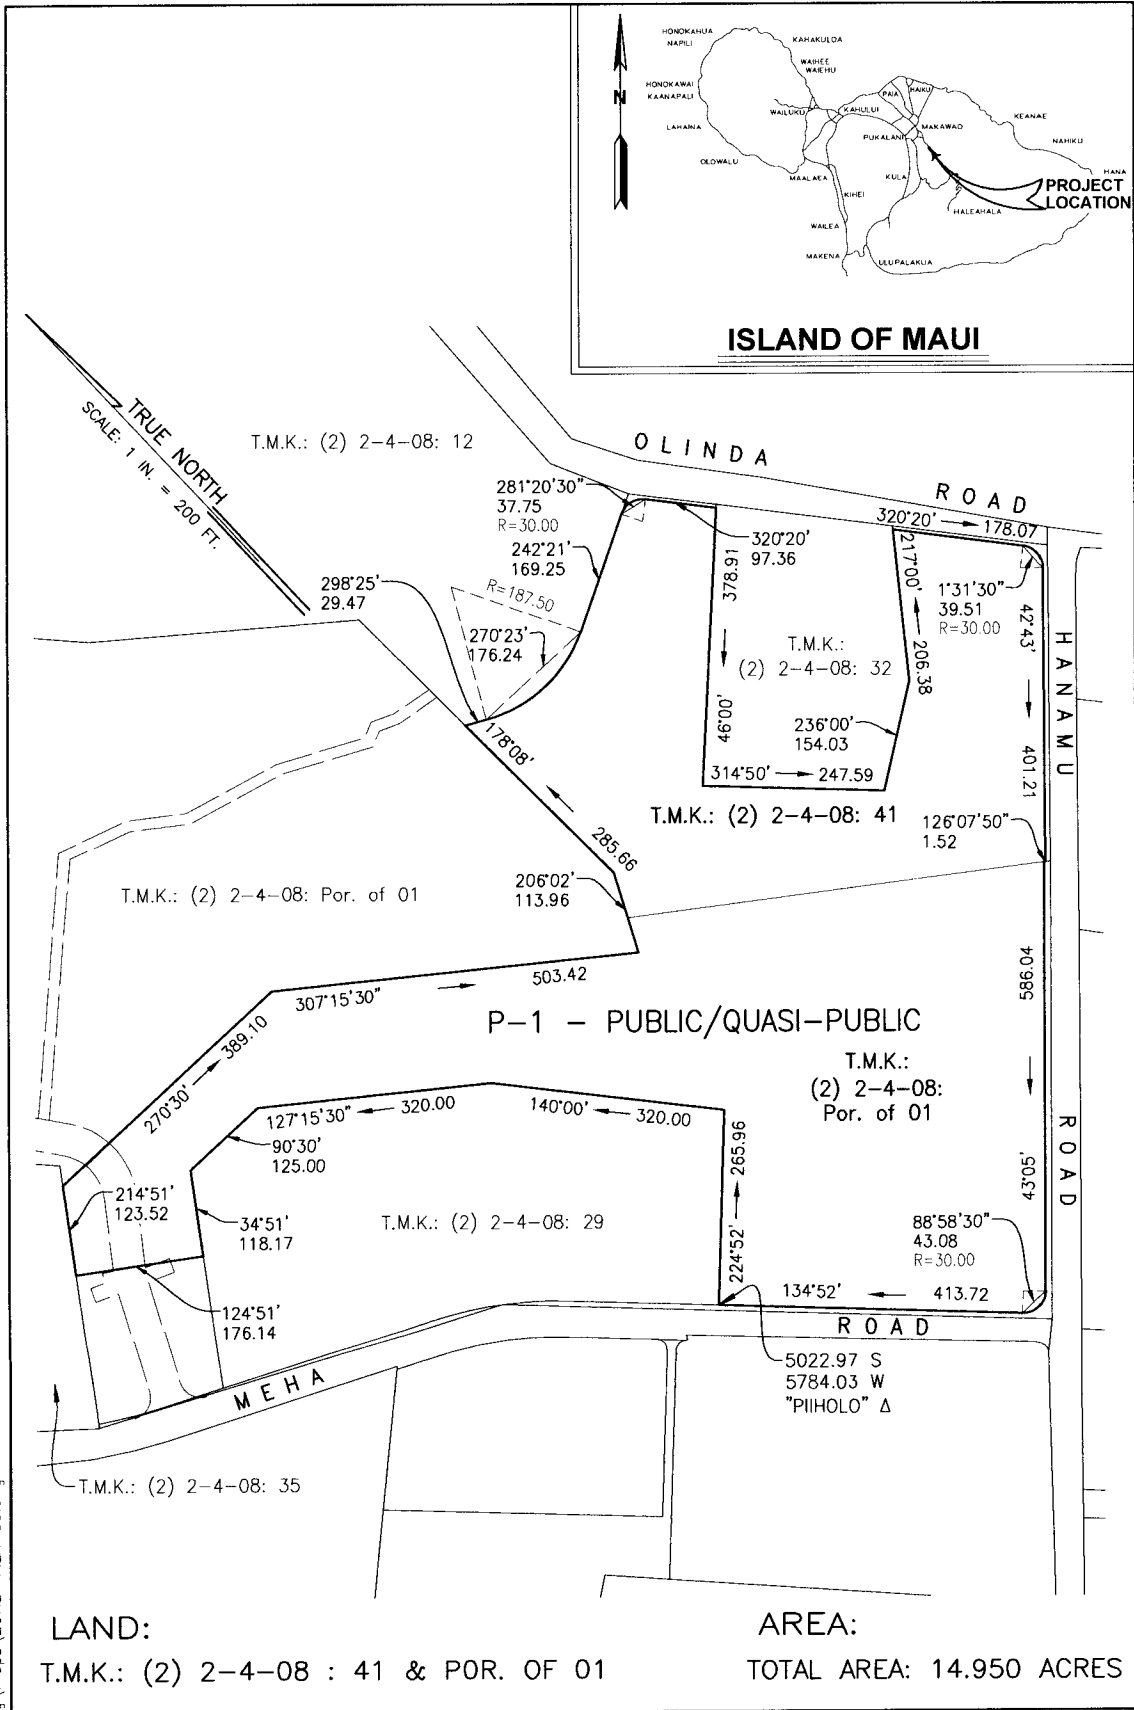 HONOKAHUA
NAPILI
KAHAKULOA
WAIHEE
WAIEHU
HONOKAWAI
KAANAPALI
N
WAILUKU
KAHULUI
PAIA
HAIKU
LAHAINA
PUKALANI
MAKAWAO
KEANAE
NAHIKU
OLOWALU
MAALAEA
KIHEI
KULA
HANA
PROJECT
LOCATION
HALEAHALA
WAILEA
MAKENA
ULUPALAKUA
ISLAND OF MAUI
TRUE NORTH
SCALE: 1 IN. = 200 FT.
T.M.K.: (2) 2-4-08: 12
OLINDA ROAD
281°20'30"
37.75
R=30.00
320°20' 178.07
320°20'
97.36
242°21'
169.25
217°00'
206.38
1°31'30"
39.51
R=30.00
298°25'
29.47
R=187.50
378.91
46°00'
42°43'
401.21
HANAMU ROAD
270°23'
176.24
T.M.K.:
(2) 2-4-08: 32
236°00'
154.03
178°08'
285.66
314°50' 247.59
T.M.K.: (2) 2-4-08: 41
126°07'50"
1.52
T.M.K.: (2) 2-4-08: Por. of 01
206°02'
113.96
586.04
43°05'
503.42
307°15'30"
P-1 - PUBLIC/QUASI-PUBLIC
270°30' 389.10
T.M.K.:
(2) 2-4-08:
Por. of 01
127°15'30" 320.00
140°00' 320.00
90°30'
125.00
224°52' 265.96
214°51'
123.52
34°51'
118.17
T.M.K.: (2) 2-4-08: 29
88°58'30"
43.08
R=30.00
134°52' 413.72
124°51'
176.14
MEHA ROAD
5022.97 S
5784.03 W
"PIIHOLO" Δ
T.M.K.: (2) 2-4-08: 35
LAND:
T.M.K.: (2) 2-4-08 : 41 & POR. OF 01
AREA:
TOTAL AREA: 14.950 ACRES